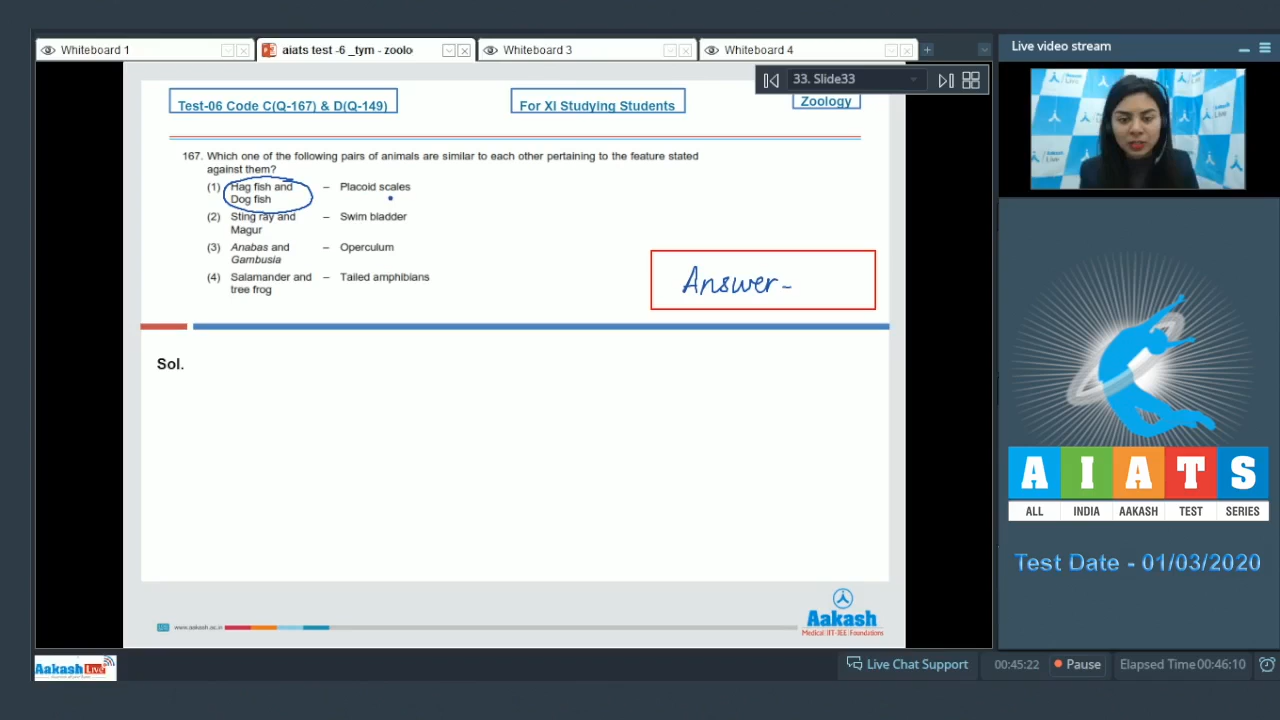 Whiteboard 1
aiats test -6 _tym - zoolo
Whiteboard 3
Whiteboard 4
Live video stream
33. Slide33
Test-06 Code C(Q-167) & D(Q-149)
For XI Studying Students
Zoology
167. Which one of the following pairs of animals are similar to each other pertaining to the feature stated
against them?
(1) Hag fish and – Placoid scales
Dog fish
(2) Sting ray and – Swim bladder
Magur
(3) Anabas and – Operculum
Gambusia
(4) Salamander and – Tailed amphibians
tree frog
Answer-
Sol.
A I A T S
ALL INDIA AAKASH TEST SERIES
Test Date - 01/03/2020
www.aakash.ac.in
Aakash
Medical | IIT-JEE | Foundations
Aakash Live
Live Chat Support
00:45:22
Pause
Elapsed Time 00:46:10